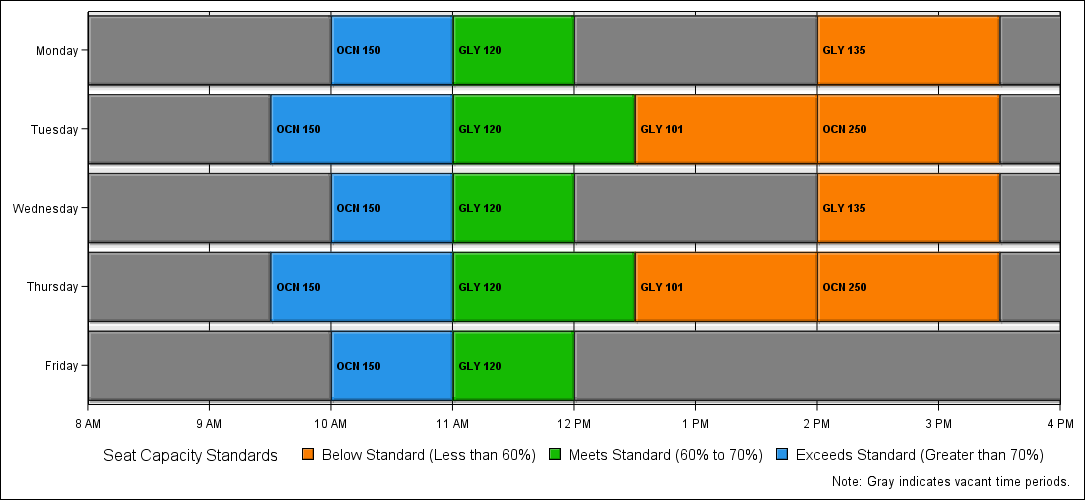 Monday OCN 150 GLY 120 GLY 135
Tuesday OCN 150 GLY 120 GLY 101 OCN 250
Wednesday OCN 150 GLY 120 GLY 135
Thursday OCN 150 GLY 120 GLY 101 OCN 250
Friday OCN 150 GLY 120
8 AM 9 AM 10 AM 11 AM 12 PM 1 PM 2 PM 3 PM 4 PM
Seat Capacity Standards Below Standard (Less than 60%) Meets Standard (60% to 70%) Exceeds Standard (Greater than 70%)
Note: Gray indicates vacant time periods.